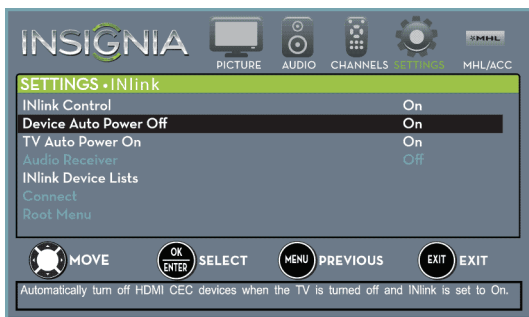 INSIGNIA
PICTURE AUDIO CHANNELS SETTINGS MHL/ACC
MHL
SETTINGS •INlink
INlink Control On
Device Auto Power Off On
TV Auto Power On On
Audio Receiver Off
INlink Device Lists
Connect
Root Menu
MOVE OK ENTER SELECT MENU PREVIOUS EXIT EXIT
Automatically turn off HDMI CEC devices when the TV is turned off and INlink is set to On.